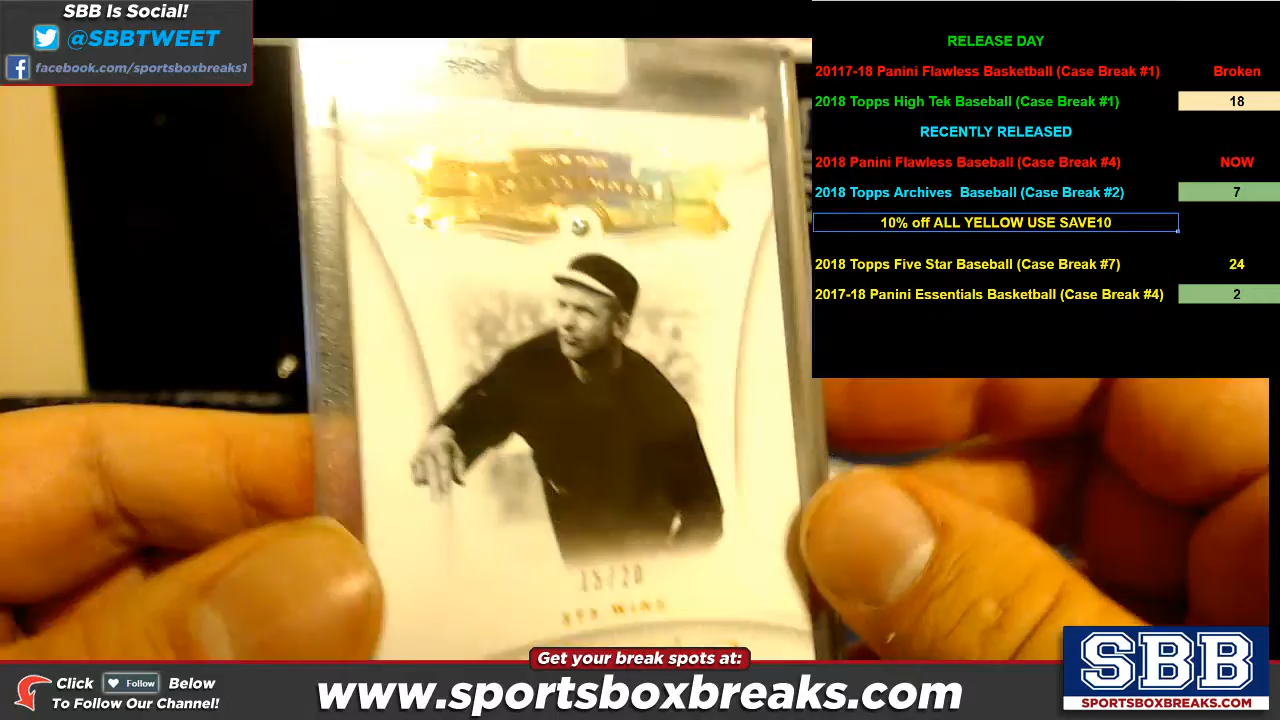 SBB Is Social!
@SBBTWEET
f facebook.com/sportsboxbreaks1
RELEASE DAY
20117-18 Panini Flawless Basketball (Case Break #1) Broken
2018 Topps High Tek Baseball (Case Break #1) 18
RECENTLY RELEASED
2018 Panini Flawless Baseball (Case Break #4) NOW
2018 Topps Archives Baseball (Case Break #2) 7
10% off ALL YELLOW USE SAVE10
2018 Topps Five Star Baseball (Case Break #7) 24
2017-18 Panini Essentials Basketball (Case Break #4) 2
15/20
WINS
Get your break spots at:
Click Follow Below
To Follow Our Channel!
www.sportsboxbreaks.com
SBB
SPORTSBOXBREAKS.COM